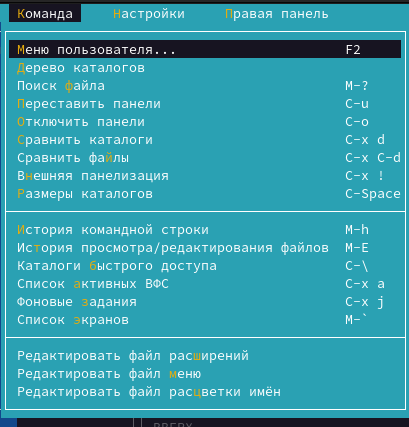 Команда Настройки Правая панель
Меню пользователя... F2
Дерево каталогов
Поиск файла M-?
Переставить панели C-u
Отключить панели C-o
Сравнить каталоги C-x d
Сравнить файлы C-x C-d
Внешняя панелизация C-x !
Размеры каталогов C-Space
История командной строки M-h
История просмотра/редактирования файлов M-E
Каталоги быстрого доступа C-\
Список активных ВФС C-x a
Фоновые задания C-x j
Список экранов M-`
Редактировать файл расширений
Редактировать файл меню
Редактировать файл расцветки имён